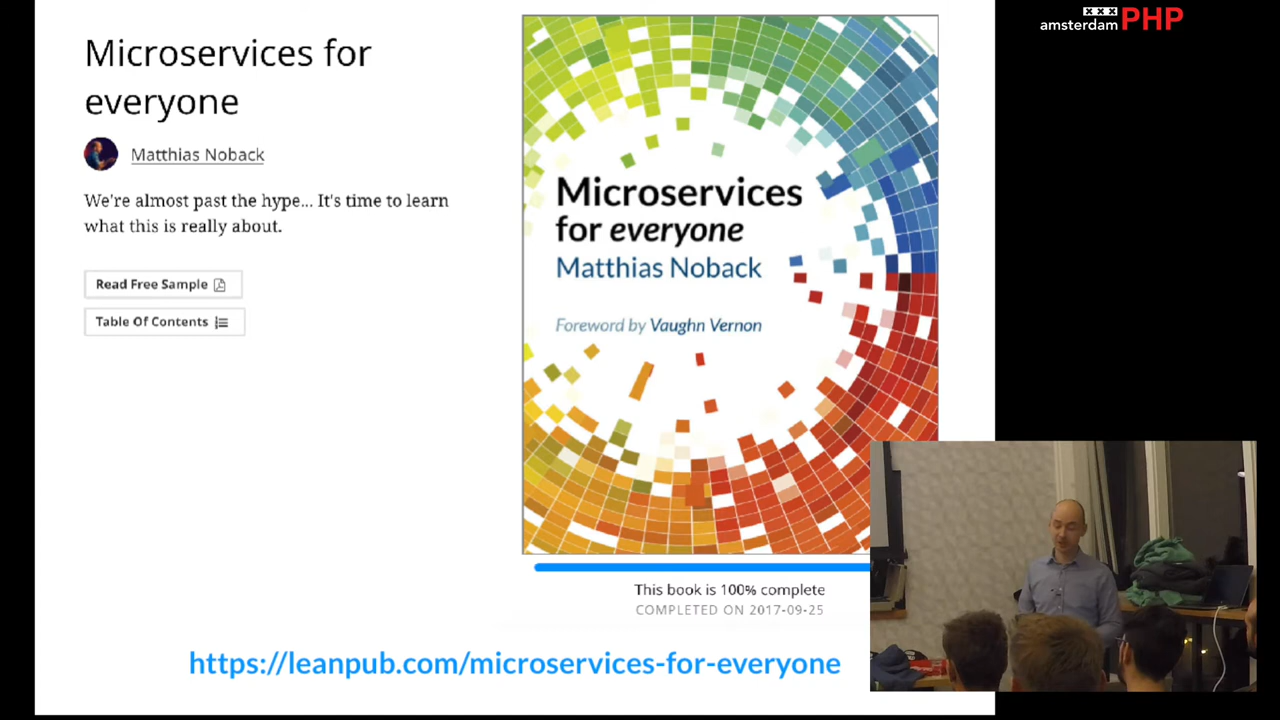 Microservices for
everyone
Matthias Noback
We're almost past the hype... It's time to learn
what this is really about.
Read Free Sample
Table Of Contents
Microservices
for everyone
Matthias Noback
Foreword by Vaughn Vernon
This book is 100% complete
COMPLETED ON 2017-09-25
https://leanpub.com/microservices-for-everyone
amsterdam PHP